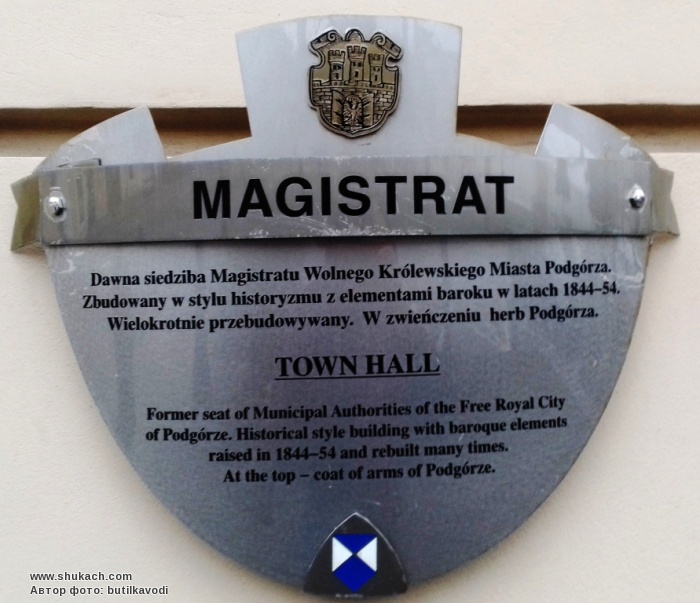 MAGISTRAT
Dawna siedziba Magistratu Wolnego Królewskiego Miasta Podgórza.
Zbudowany w stylu historyzmu z elementami baroku w latach 1844–54.
Wielokrotnie przebudowywany. W zwieńczeniu herb Podgórza.
TOWN HALL
Former seat of Municipal Authorities of the Free Royal City
of Podgórze. Historical style building with baroque elements
raised in 1844–54 and rebuilt many times.
At the top – coat of arms of Podgórze.
www.shukach.com
Автор фото: butilkavodi